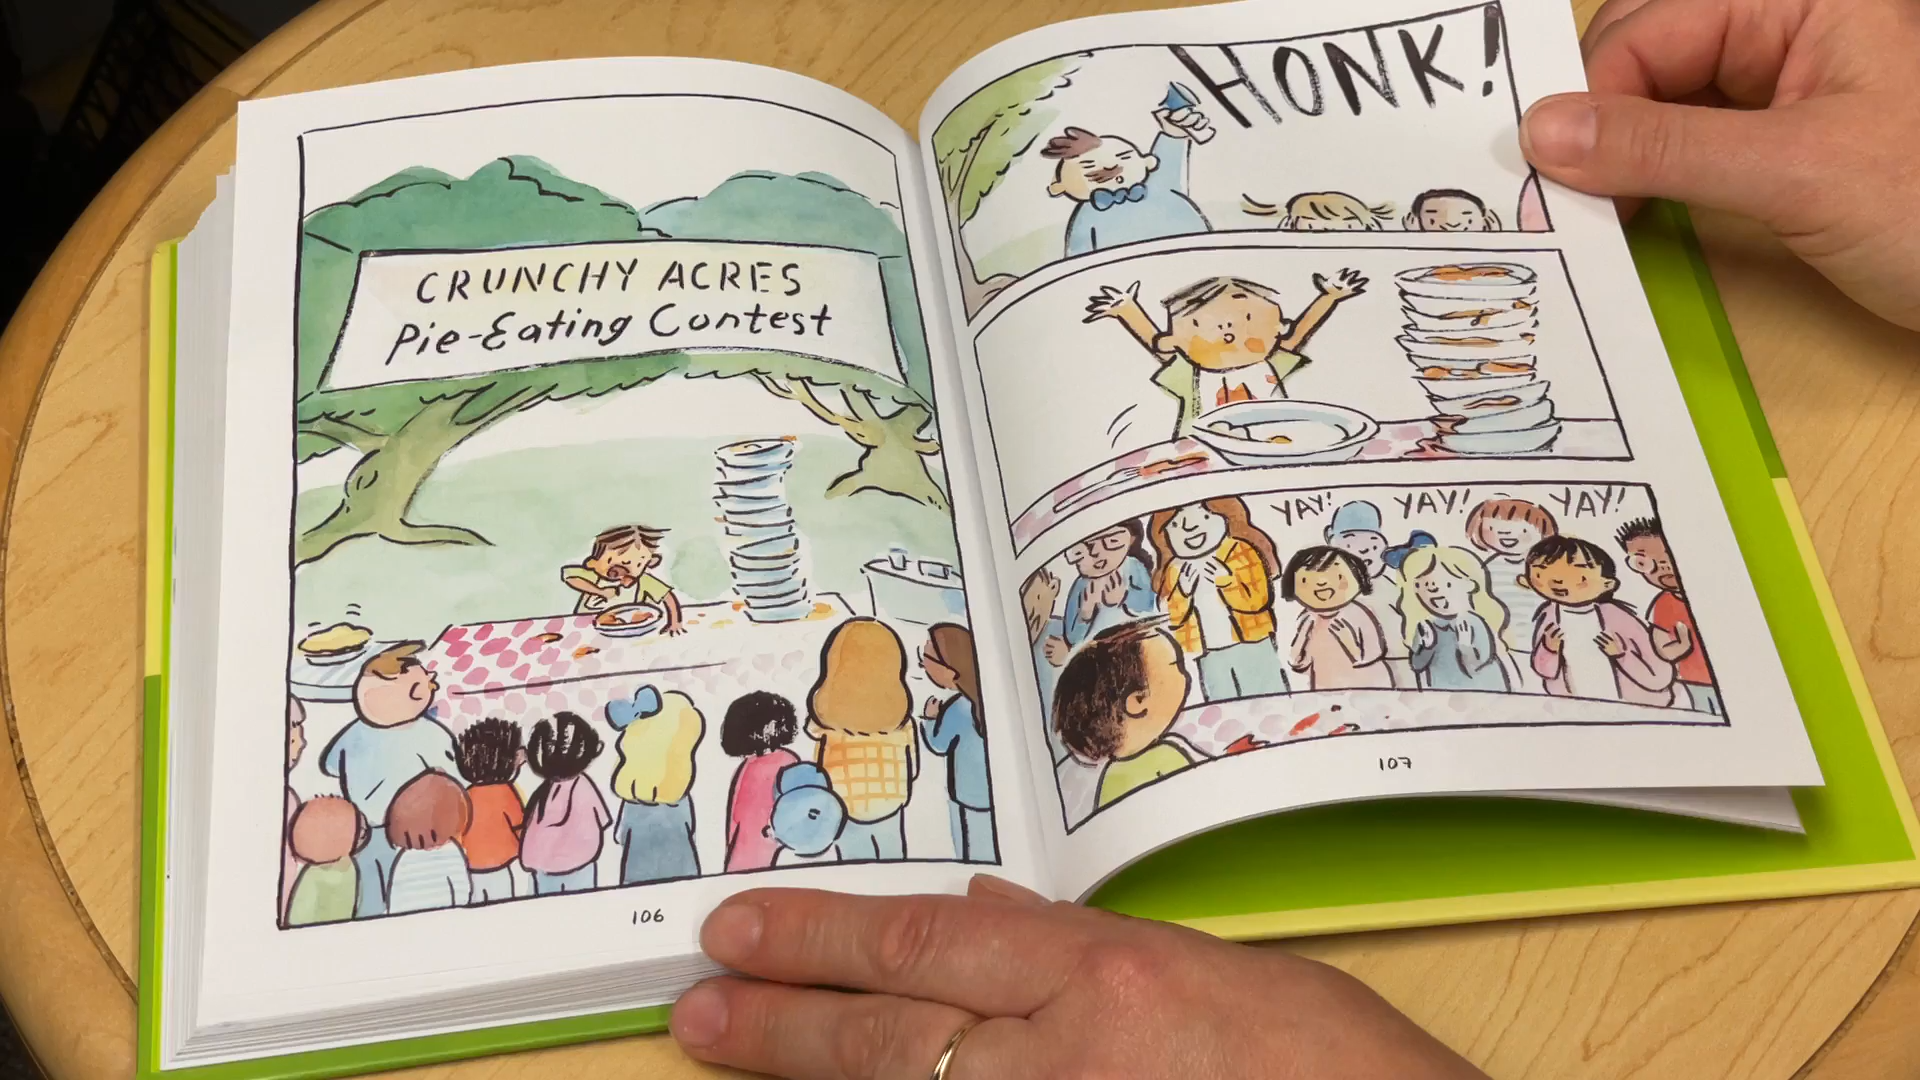 CRUNCHY ACRES
Pie-Eating Contest
106
HONK!
YAY! YAY! YAY!
107